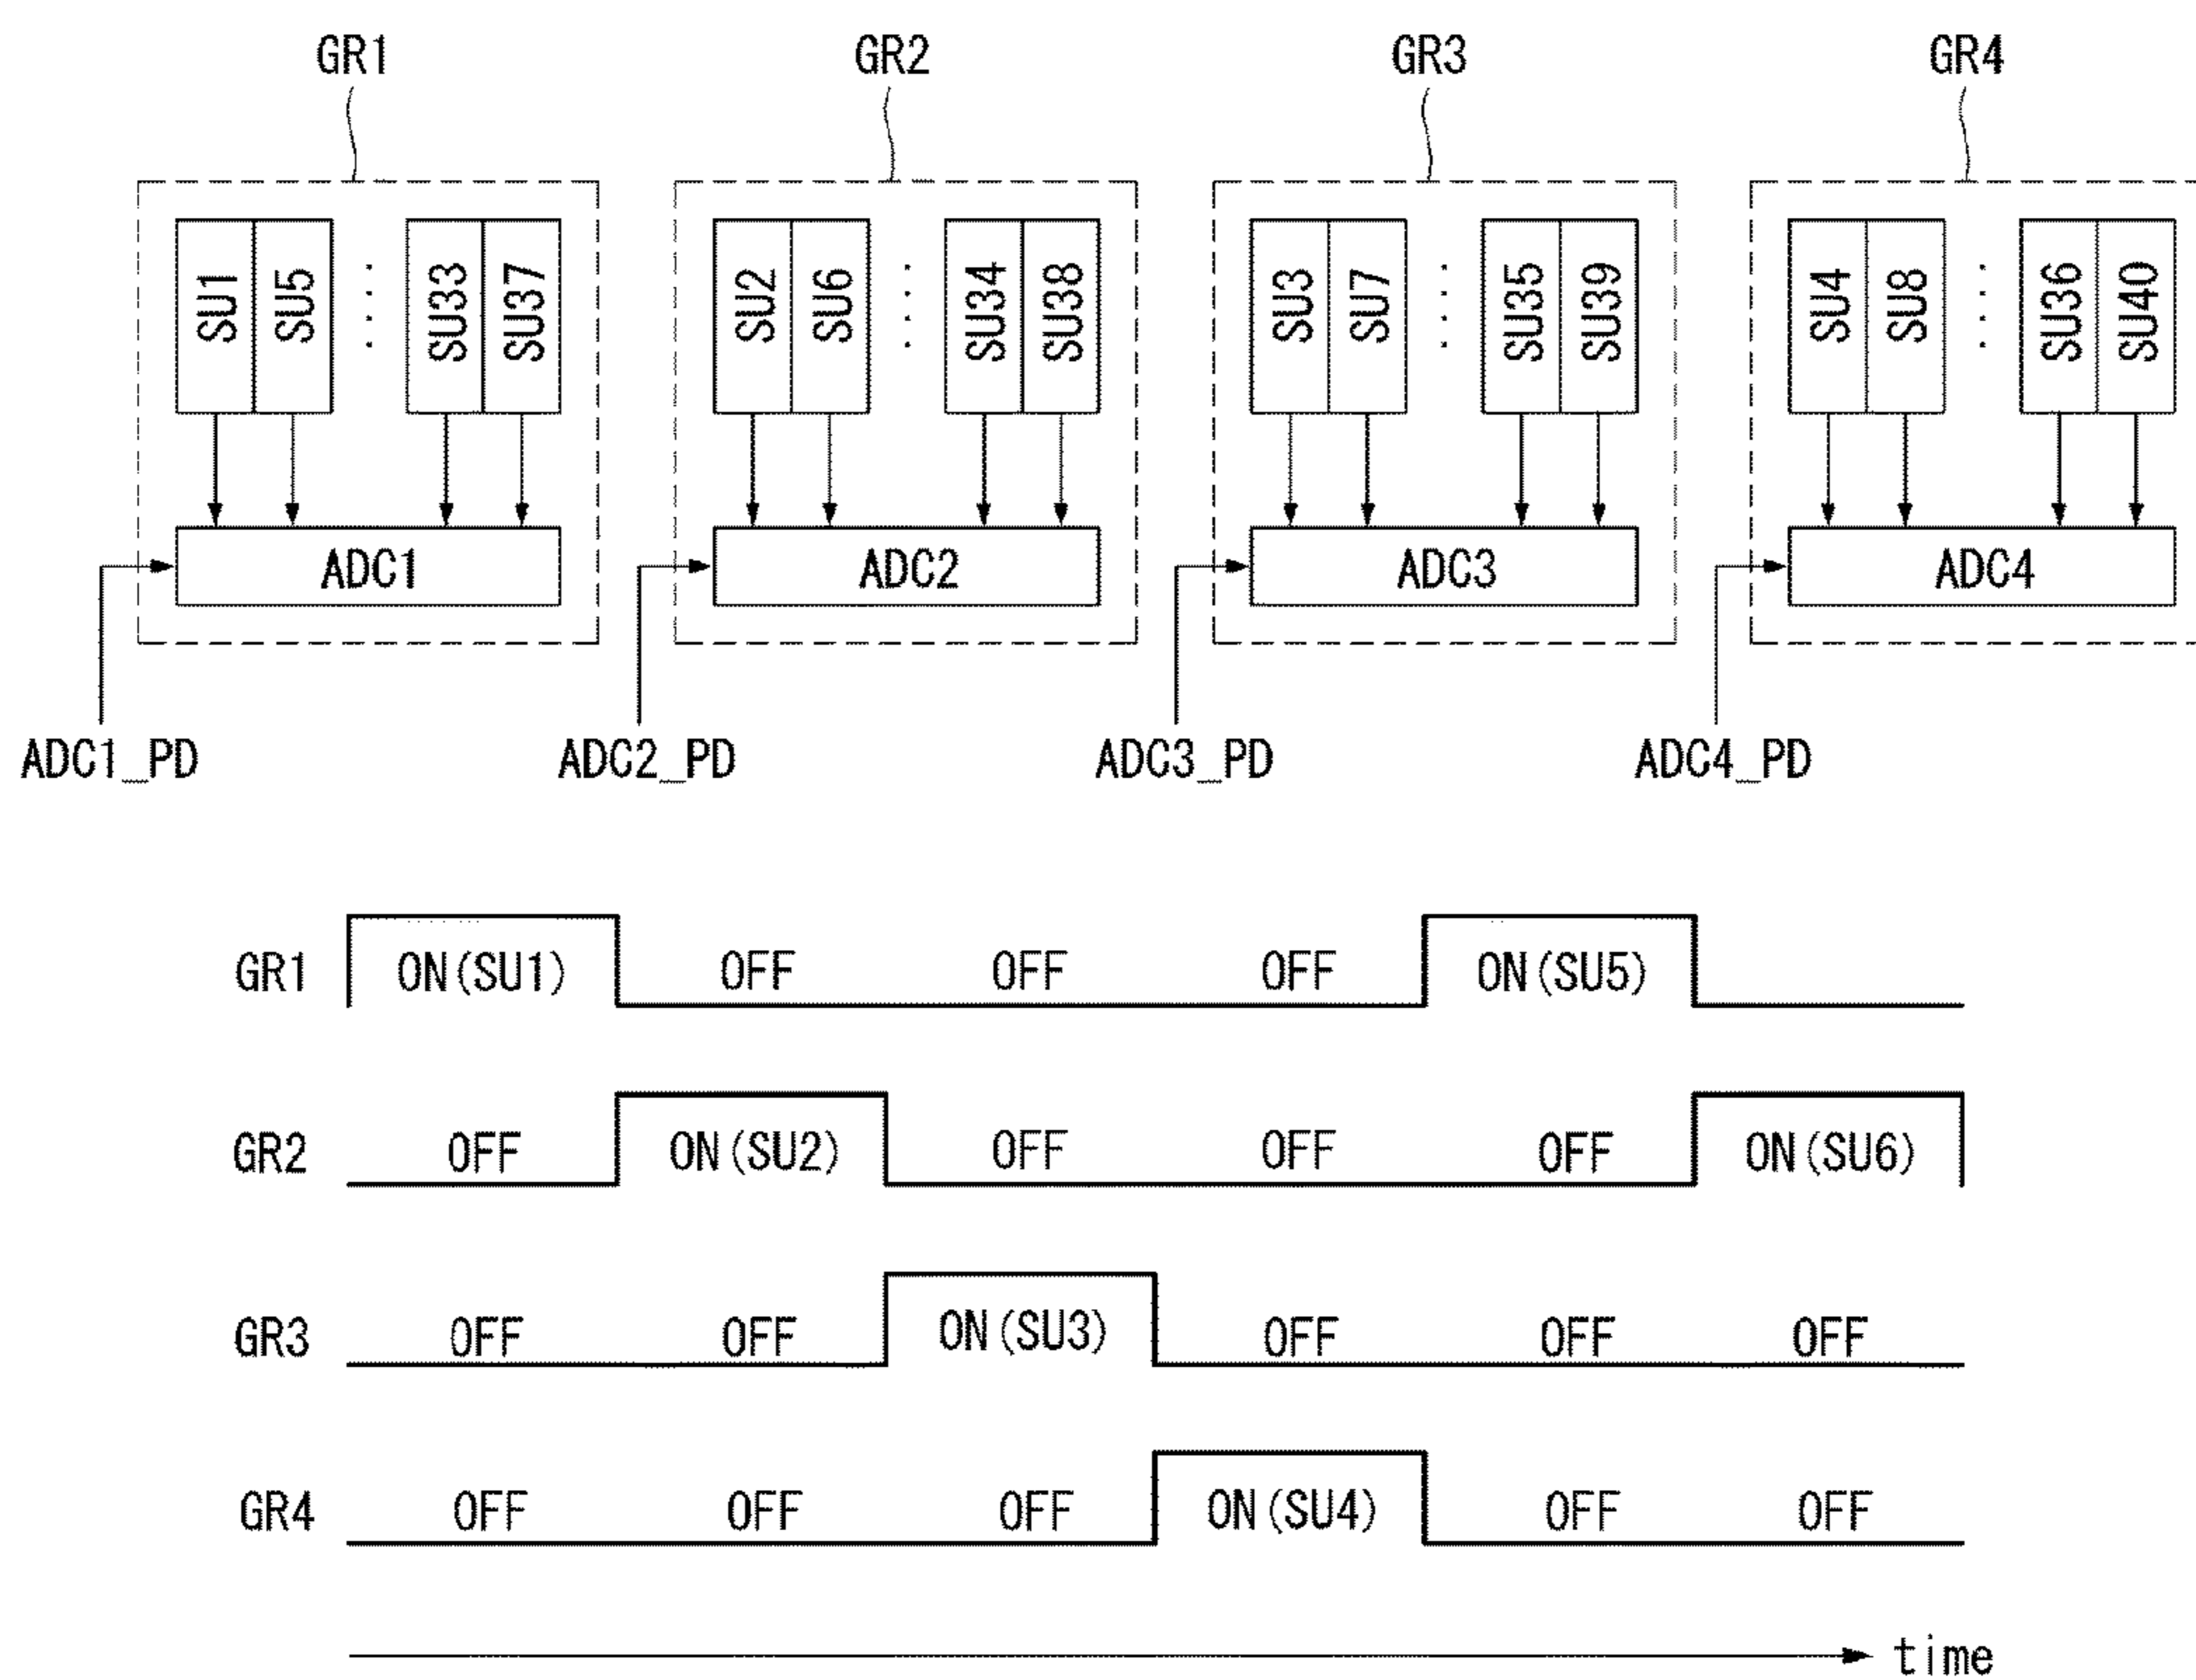 GR1 GR2 GR3 GR4
SU1 SU5 SU33 SU37 SU2 SU6 SU34 SU38 SU3 SU7 SU35 SU39 SU4 SU8 SU36 SU40
ADC1 ADC2 ADC3 ADC4
ADC1_PD ADC2_PD ADC3_PD ADC4_PD
GR1 ON(SU1) OFF OFF OFF ON(SU5)
GR2 OFF ON(SU2) OFF OFF OFF ON(SU6)
GR3 OFF OFF ON(SU3) OFF OFF OFF
GR4 OFF OFF OFF ON(SU4) OFF OFF
time